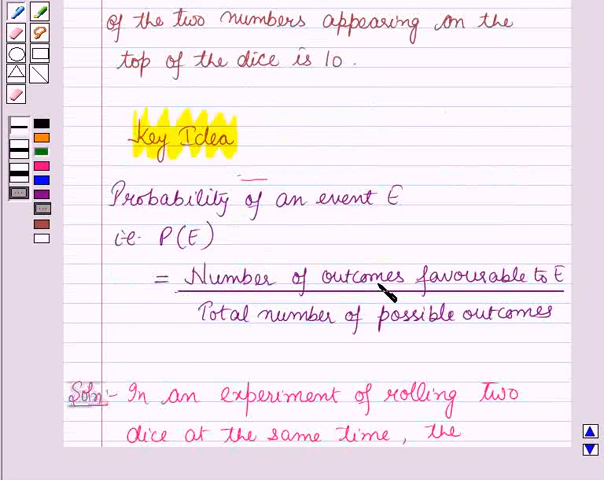 of the two numbers appearing on the
top of the dice is 10.
Key Idea
Probability of an event E
i.e. P(E)
= Number of outcomes favourable to E
Total number of possible outcomes
Soln:- In an experiment of rolling two
dice at the same time, the